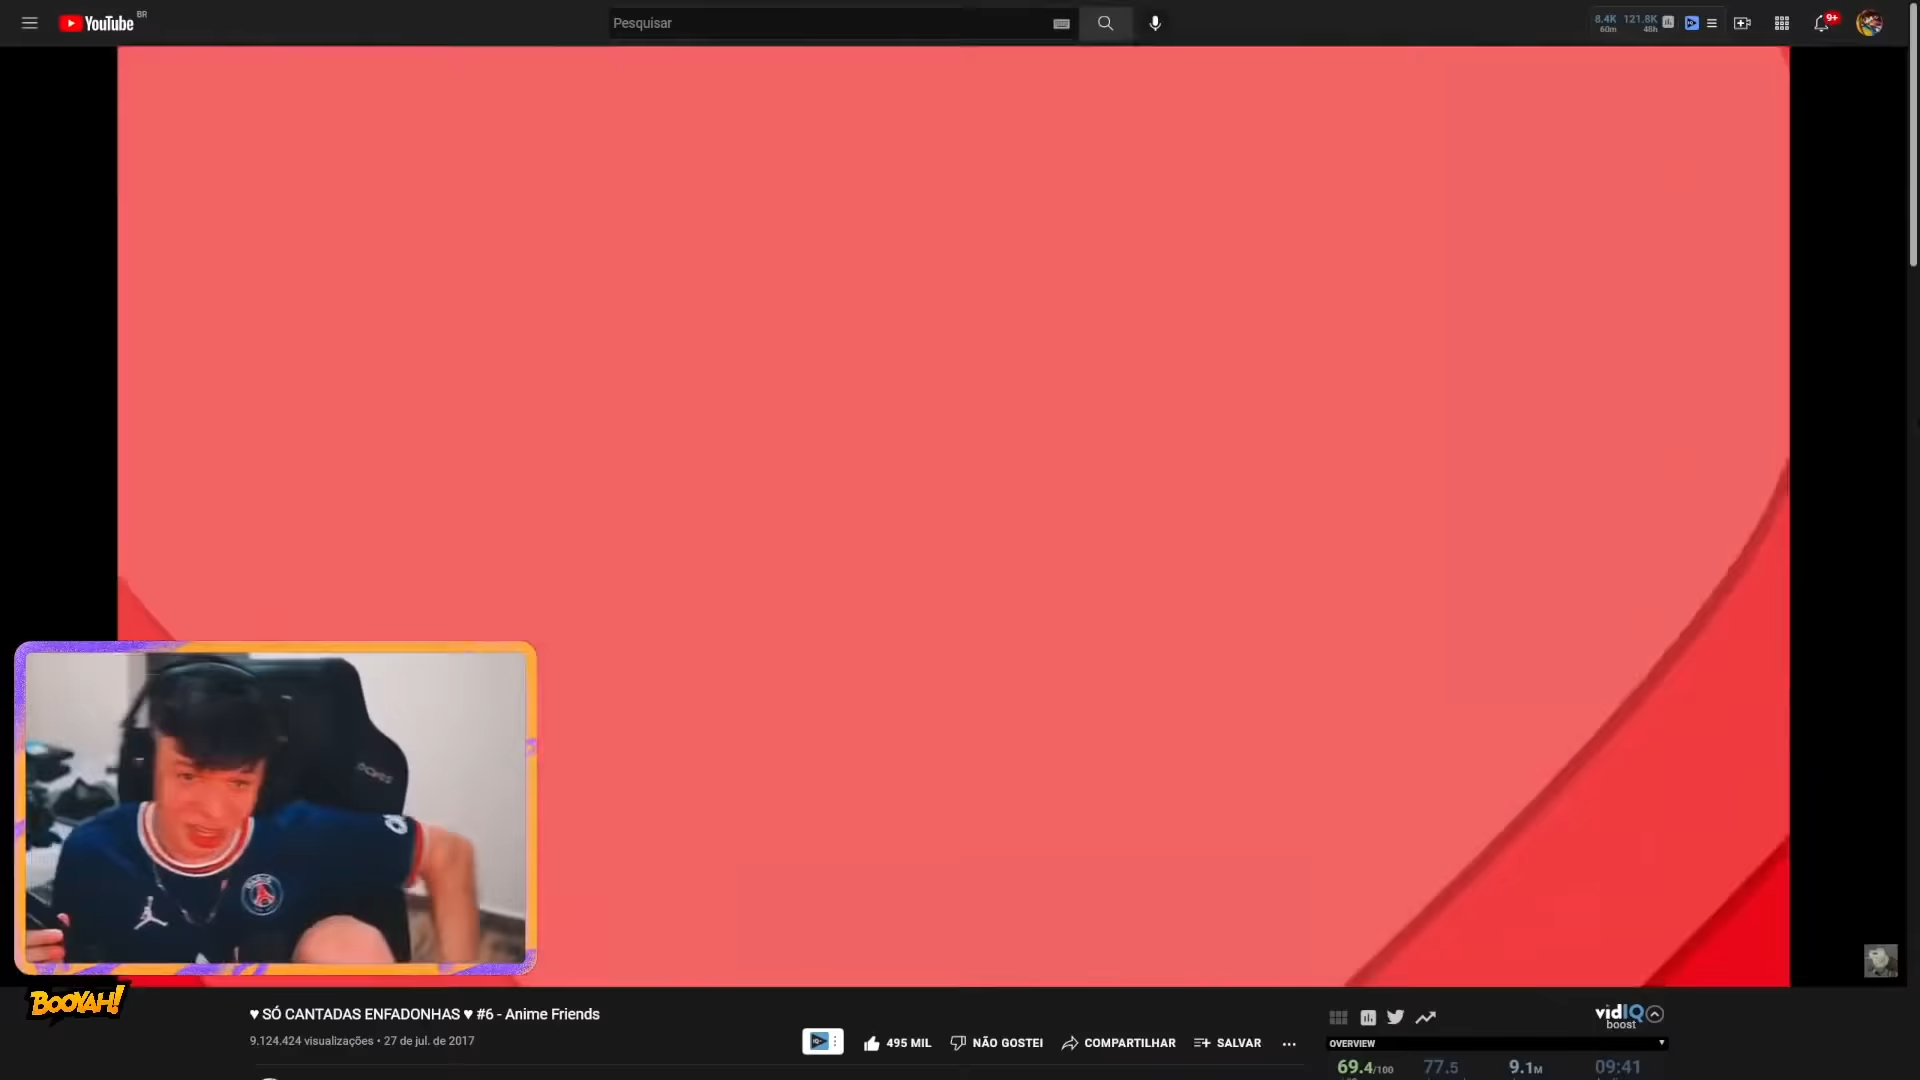 YouTube BR
Pesquisar
8.4K 121.8K
60m 48h
9+
BOOYAH!
♥ SÓ CANTADAS ENFADONHAS ♥ #6 - Anime Friends
9.124.424 visualizações • 27 de jul. de 2017
495 MIL
NÃO GOSTEI
COMPARTILHAR
SALVAR
vidIQ
boost
OVERVIEW
69.4/100 77.5 9.1M 09:41